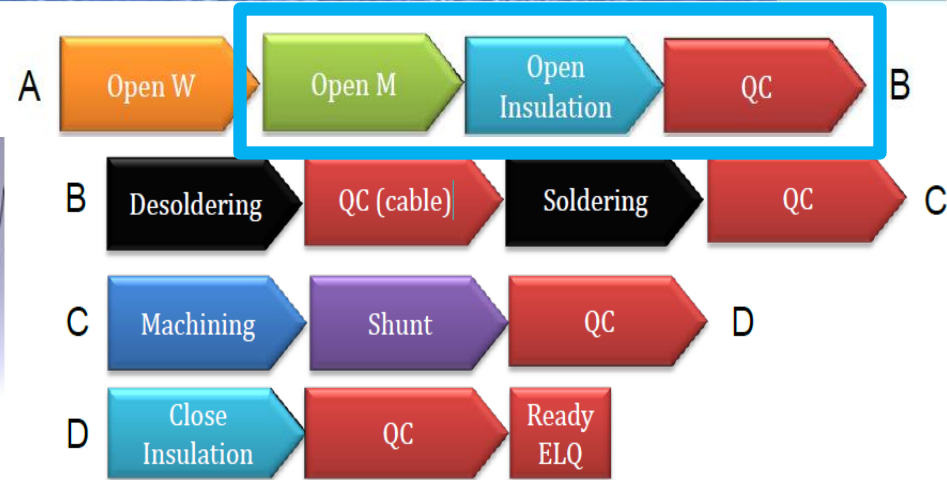 A Open W Open M Open Insulation QC B
B Desoldering QC (cable) Soldering QC C
C Machining Shunt QC D
D Close Insulation QC Ready ELQ